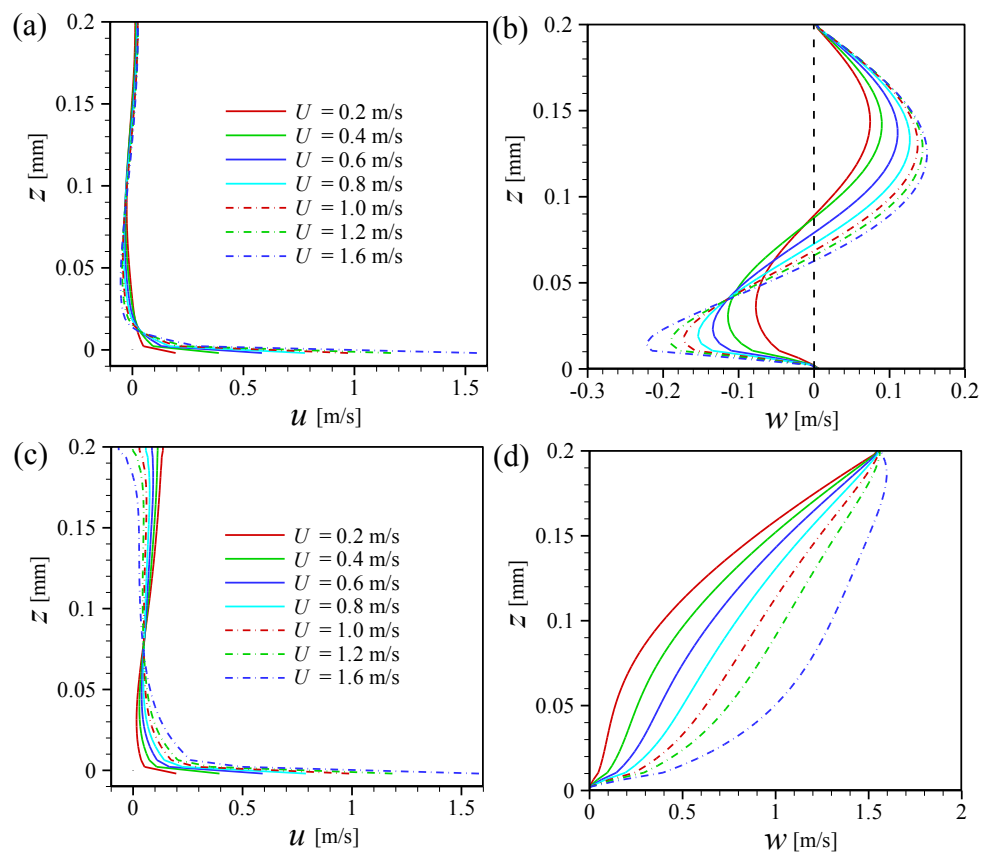 (a)
0.2
0.15
0.1
0.05
0
z [mm]
U = 0.2 m/s
U = 0.4 m/s
U = 0.6 m/s
U = 0.8 m/s
U = 1.0 m/s
U = 1.2 m/s
U = 1.6 m/s
0 0.5 1 1.5
u [m/s]
(b)
0.2
0.15
0.1
0.05
0
z [mm]
-0.3 -0.2 -0.1 0 0.1 0.2
w [m/s]
(c)
0.2
0.15
0.1
0.05
0
z [mm]
U = 0.2 m/s
U = 0.4 m/s
U = 0.6 m/s
U = 0.8 m/s
U = 1.0 m/s
U = 1.2 m/s
U = 1.6 m/s
0 0.5 1 1.5
u [m/s]
(d)
0.2
0.15
0.1
0.05
0
z [mm]
0 0.5 1 1.5 2
w [m/s]